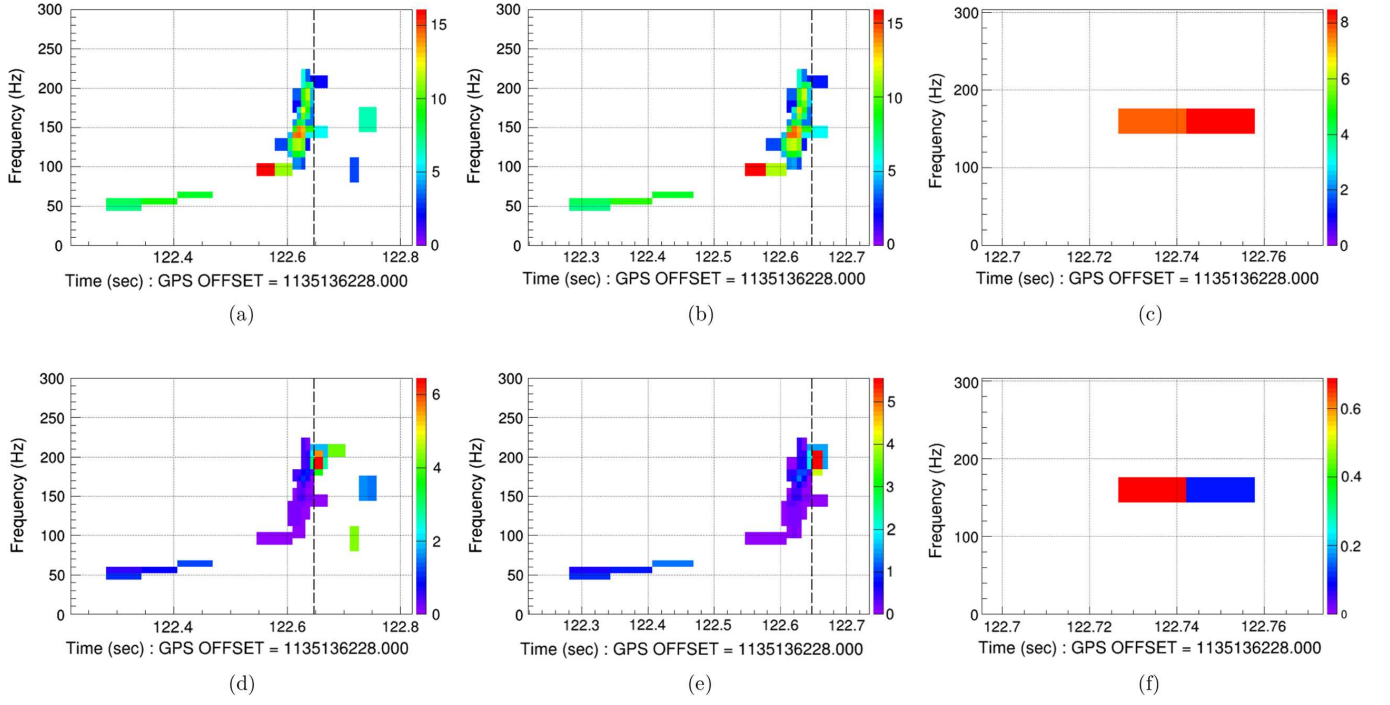 300
250
200
150
100
50
0
Frequency (Hz)
122.4 122.6 122.8
15
10
5
0
Time (sec) : GPS OFFSET = 1135136228.000
(a)
300
250
200
150
100
50
0
Frequency (Hz)
122.3 122.4 122.5 122.6 122.7
15
10
5
0
Time (sec) : GPS OFFSET = 1135136228.000
(b)
300
200
100
0
Frequency (Hz)
122.7 122.72 122.74 122.76
8
6
4
2
0
Time (sec) : GPS OFFSET = 1135136228.000
(c)
300
250
200
150
100
50
0
Frequency (Hz)
122.4 122.6 122.8
6
4
2
0
Time (sec) : GPS OFFSET = 1135136228.000
(d)
300
250
200
150
100
50
0
Frequency (Hz)
122.3 122.4 122.5 122.6 122.7
5
4
3
2
1
0
Time (sec) : GPS OFFSET = 1135136228.000
(e)
300
200
100
0
Frequency (Hz)
122.7 122.72 122.74 122.76
0.6
0.4
0.2
0
Time (sec) : GPS OFFSET = 1135136228.000
(f)